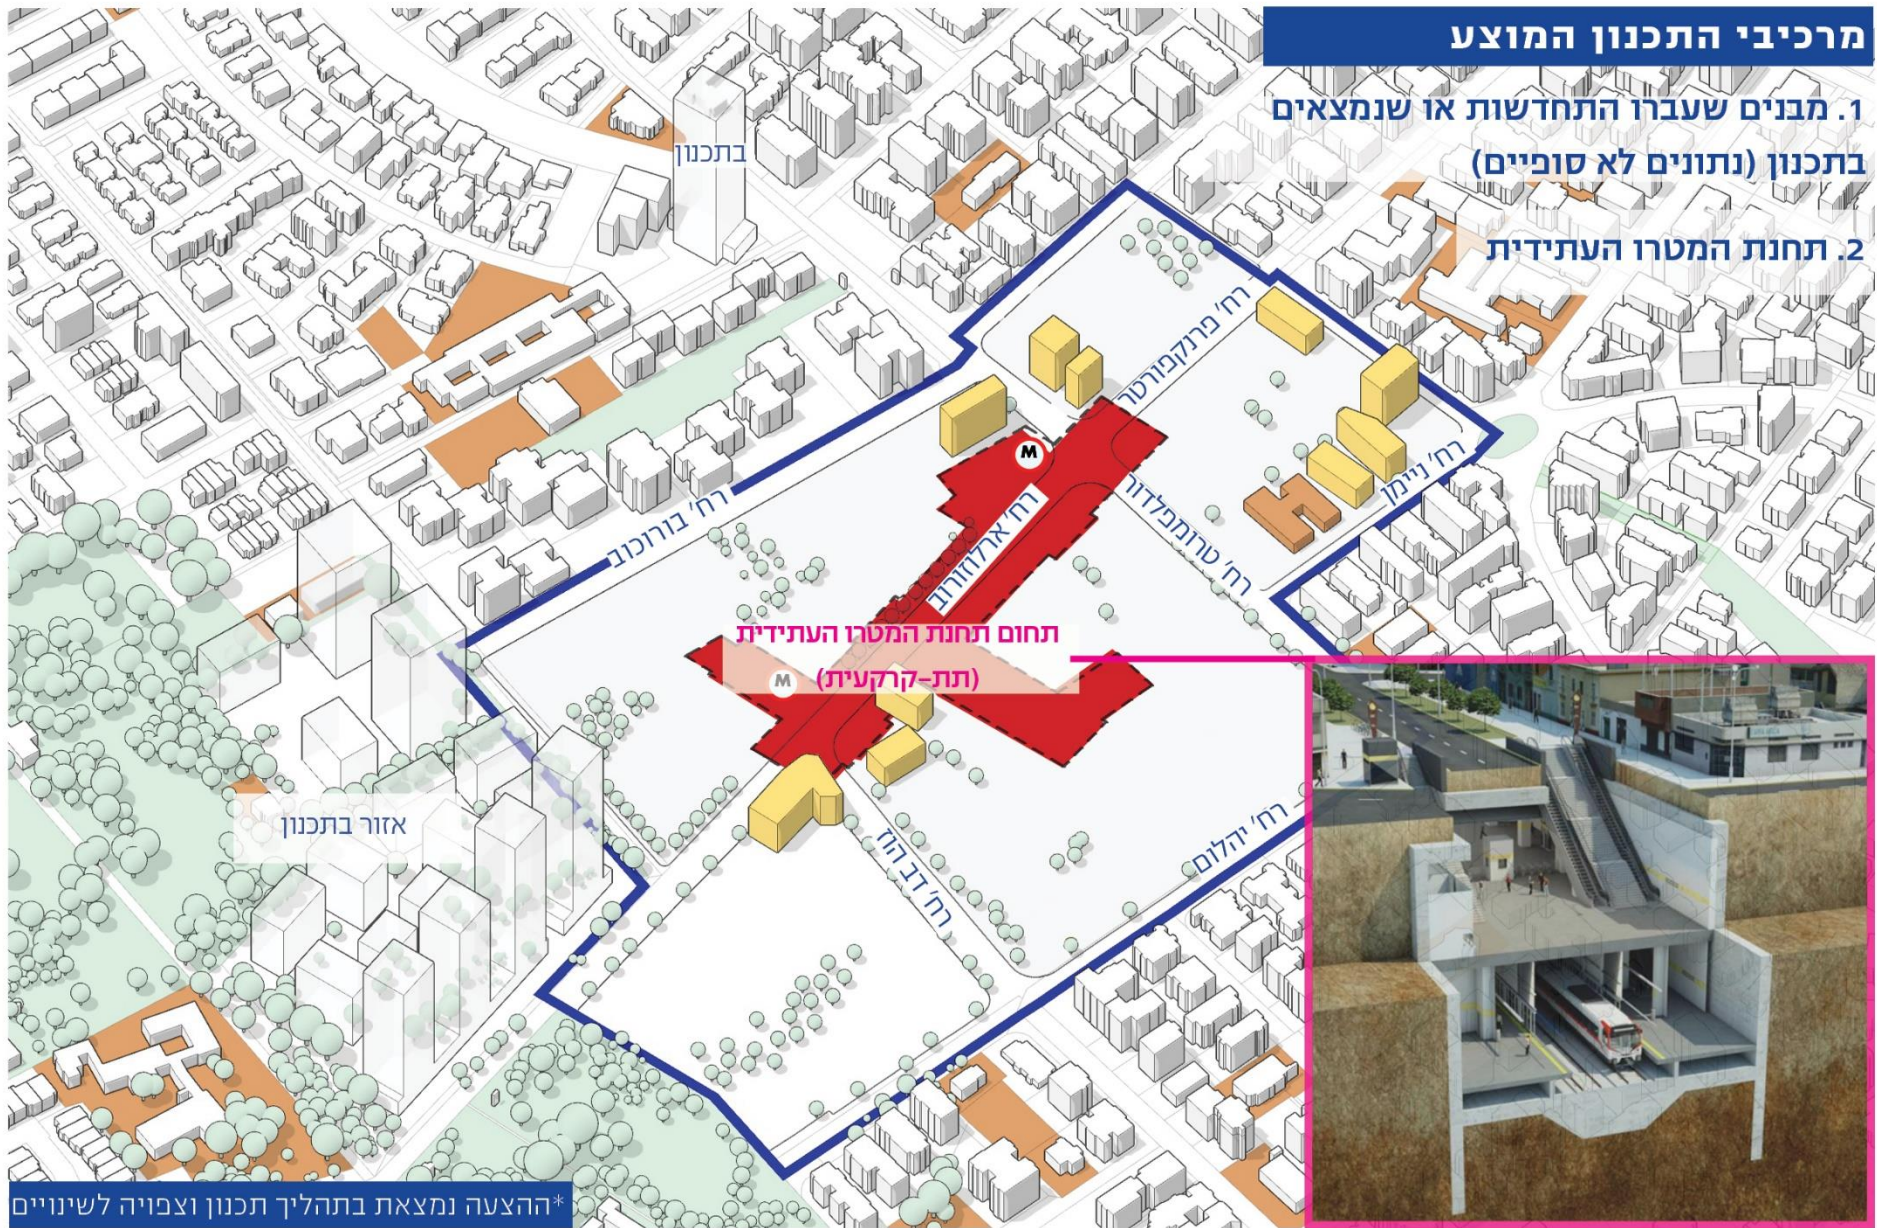 מרכיבי התכנון המוצע
1. מבנים שעברו התחדשות או שנמצאים
בתכנון (נתונים לא סופיים)
2. תחנת המטרו העתידית
בתכנון
רח' פרנקפורטר
רח' ניימן
M
רח' ארלוזורוב
רח' טרומפלדור
רח' בורוכוב
תחום תחנת המטרו העתידית
(תת-קרקעית)
M
אזור בתכנון
רח' דב הוז
רח' יהלום
*ההצעה נמצאת בתהליך תכנון וצפויה לשינויים